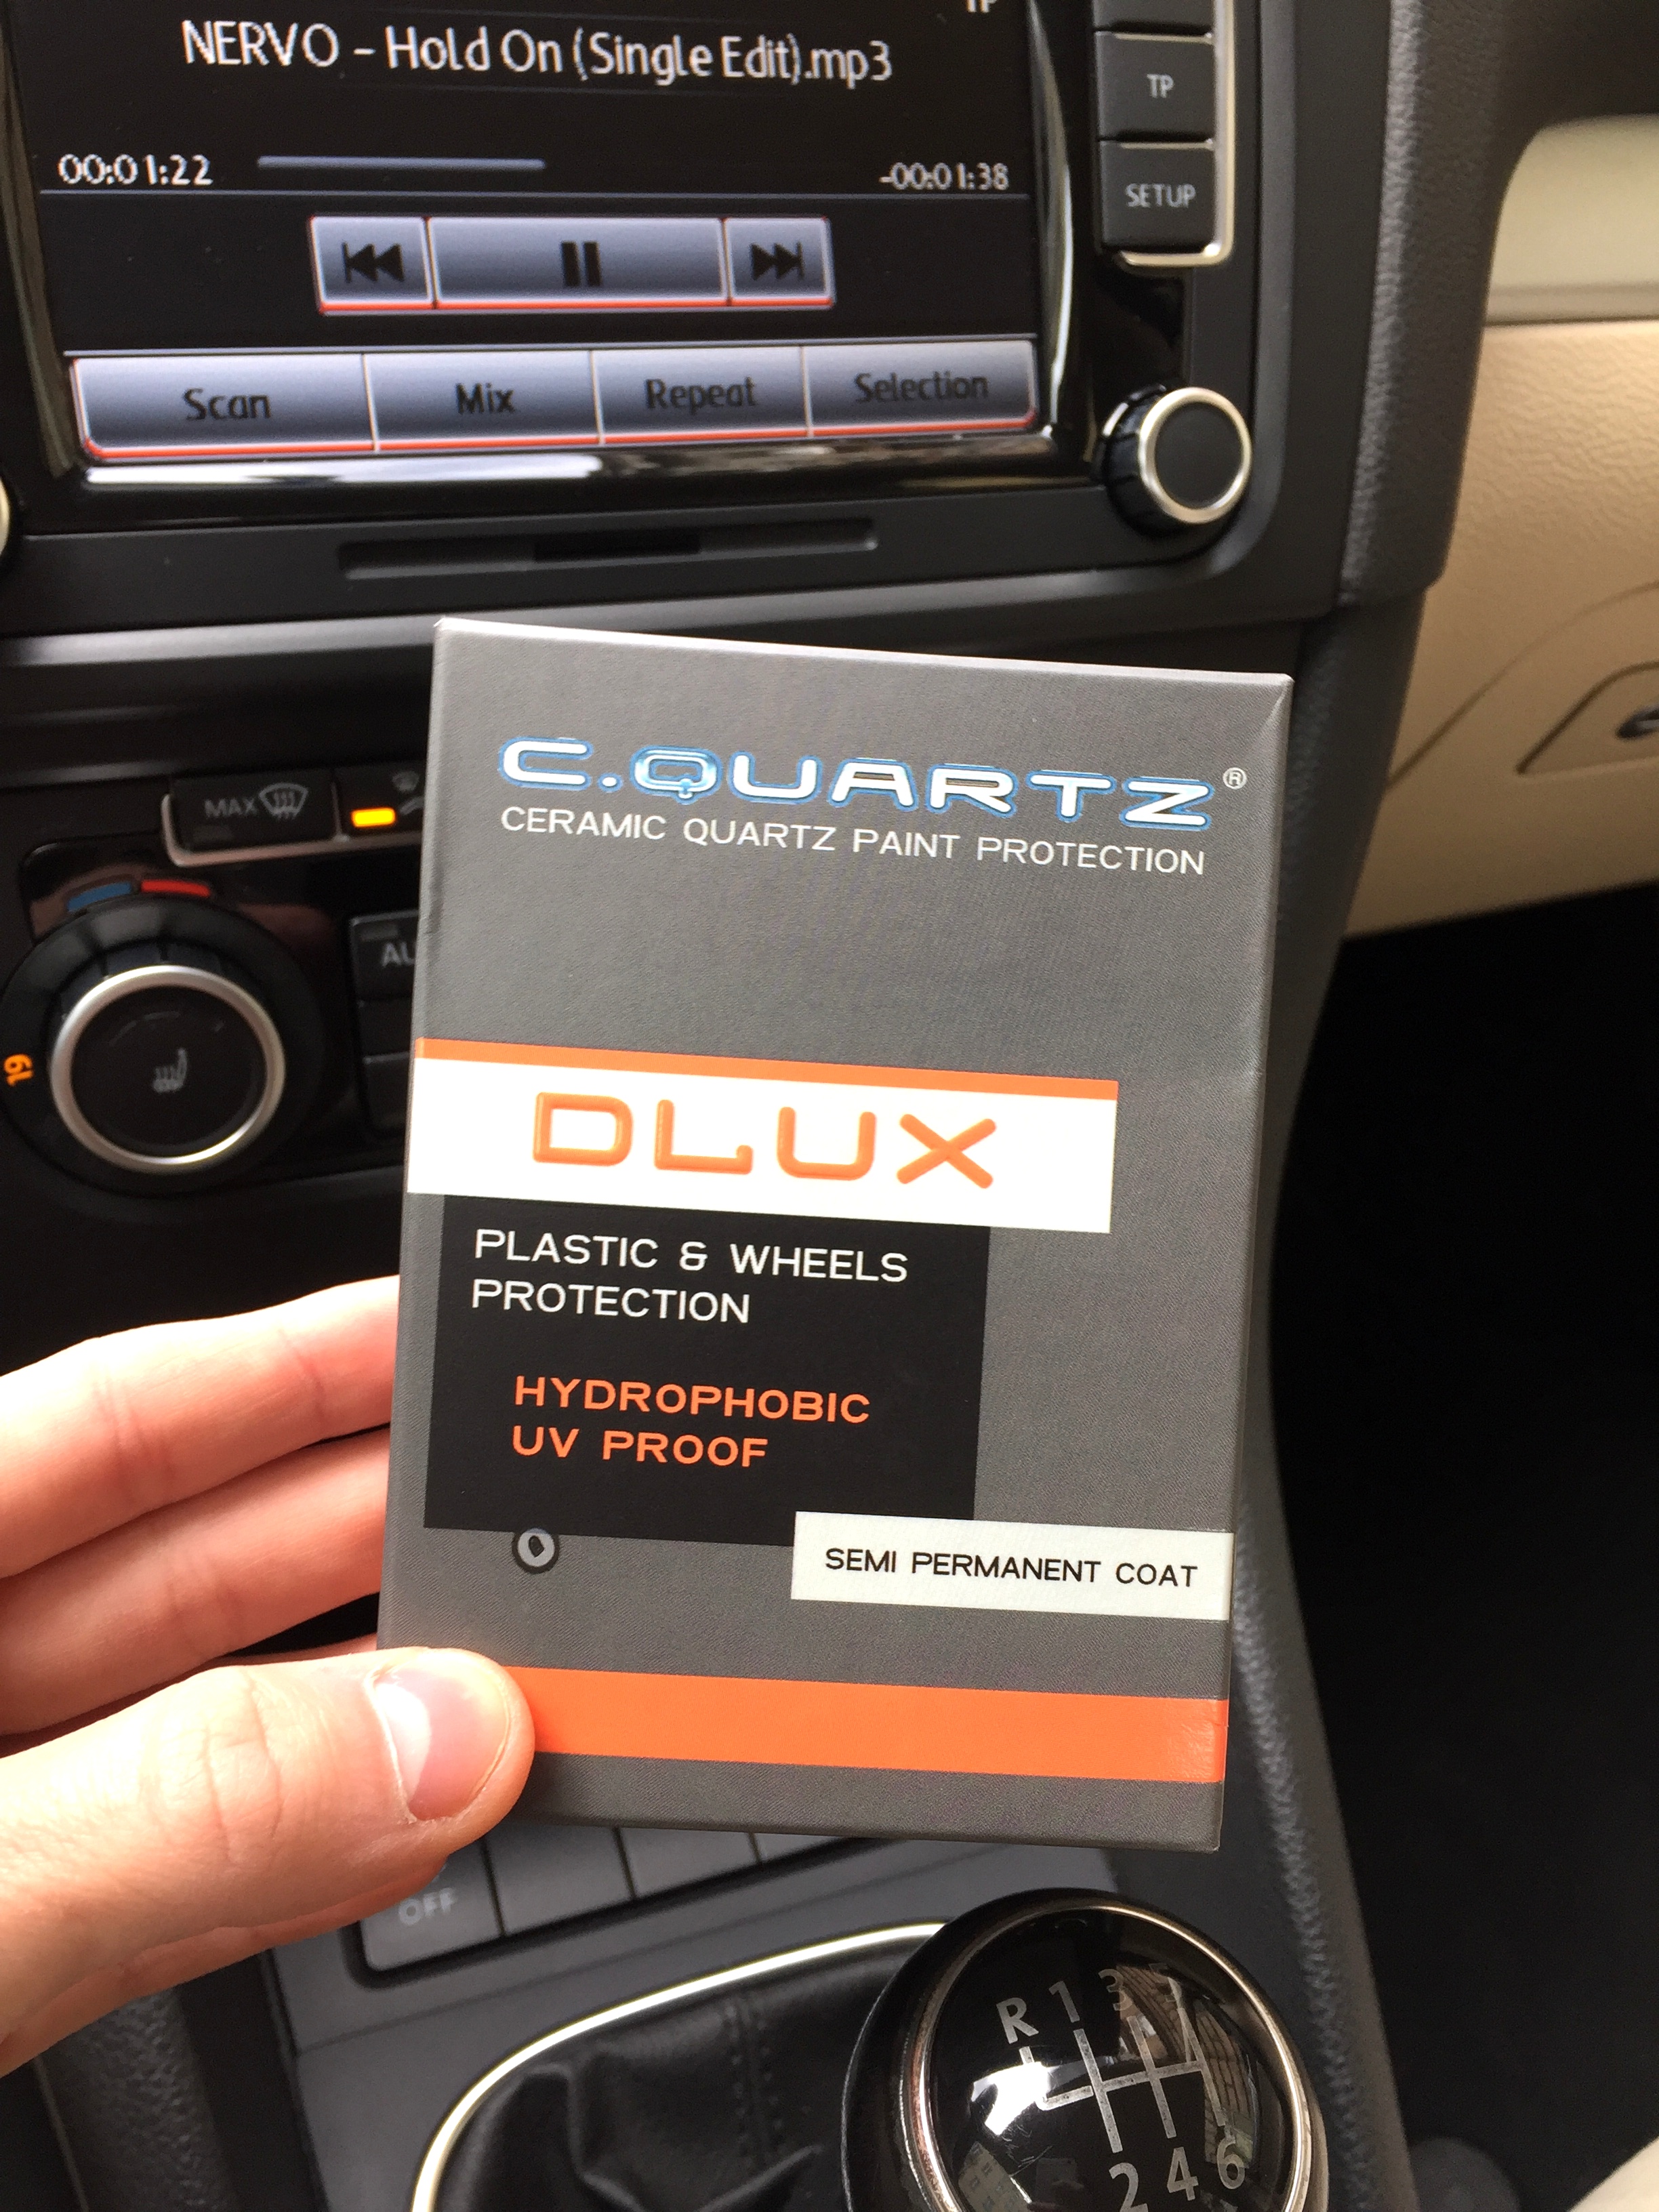 TP
NERVO - Hold On (Single Edit).mp3
00:01:22
-00:01:38
TP
SETUP
Scan
Mix
Repeat
Selection
MAX
C.QUARTZ®
CERAMIC QUARTZ PAINT PROTECTION
19
DLUX
PLASTIC & WHEELS
PROTECTION
HYDROPHOBIC
UV PROOF
SEMI PERMANENT COAT
OFF
R 1 3 5
2 4 6